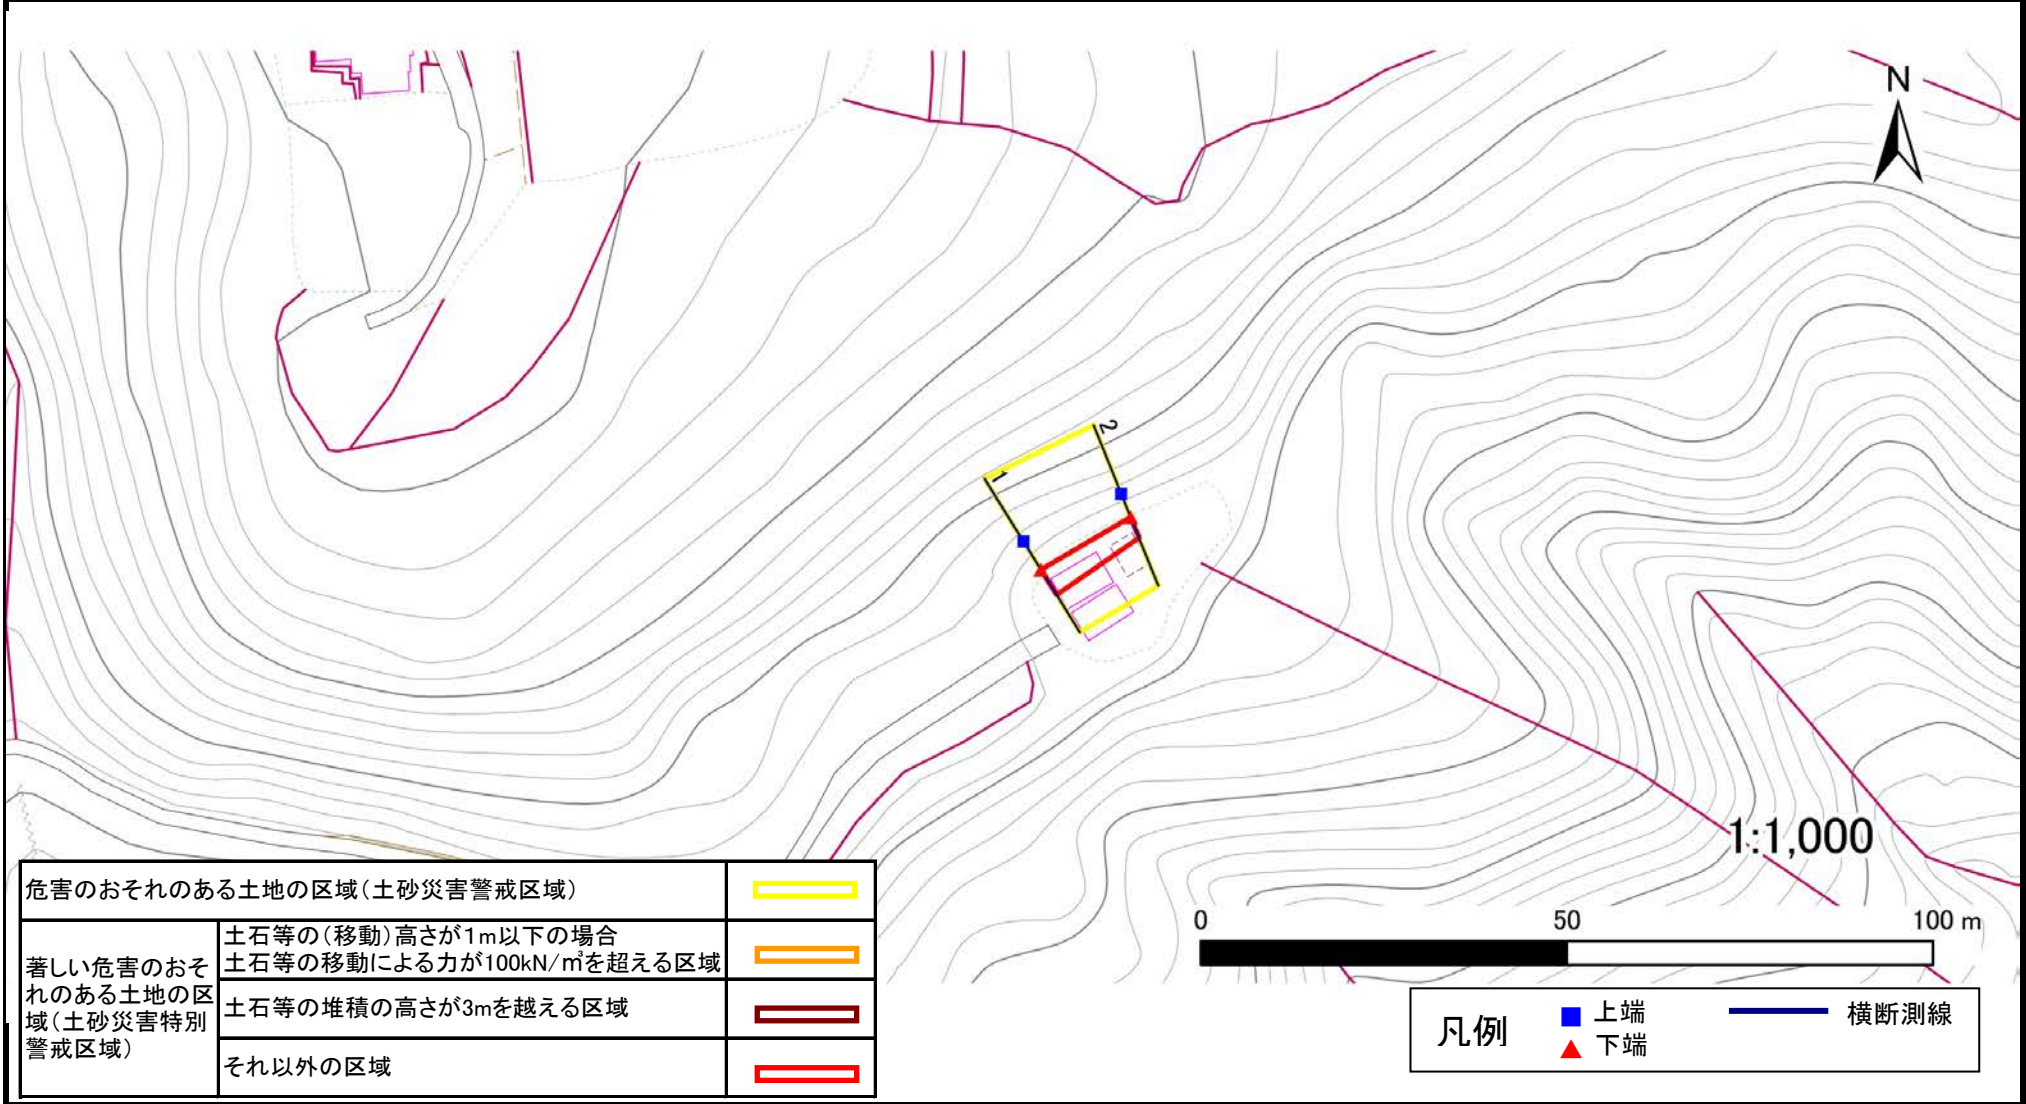 N
2
1
1:1,000
0 50 100 m
危害のおそれのある土地の区域(土砂災害警戒区域)
著しい危害のおそ
れのある土地の区
域(土砂災害特別
警戒区域)
土石等の(移動)高さが1m以下の場合
土石等の移動による力が100kN/㎥を超える区域
土石等の堆積の高さが3mを越える区域
それ以外の区域
凡例
上端
下端
横断測線